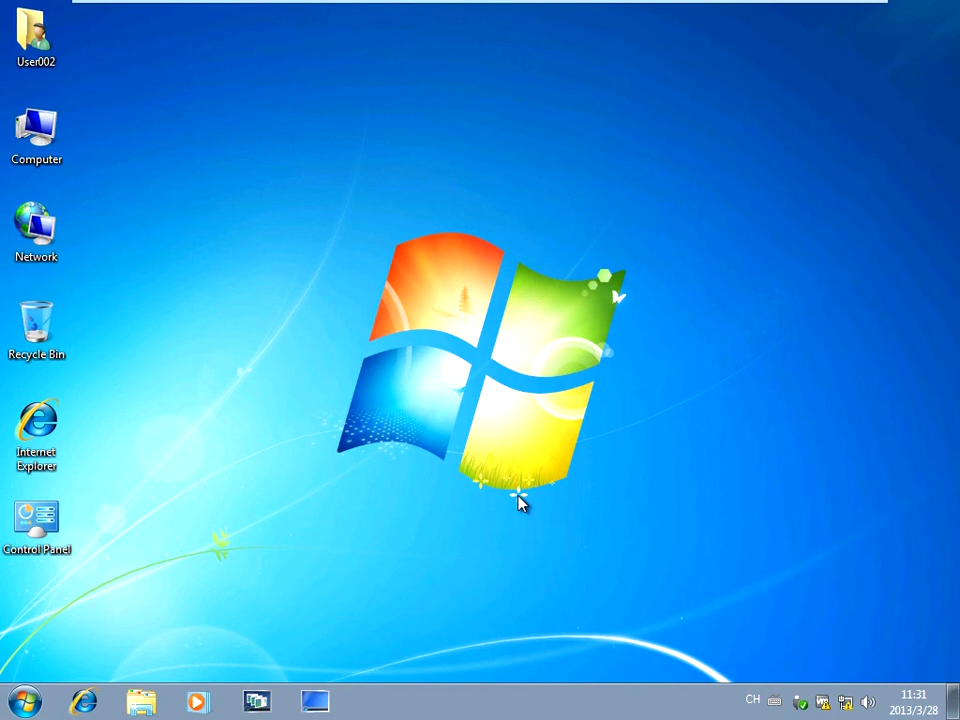 User002
Computer
Network
Recycle Bin
Internet
Explorer
Control Panel
CH
11:31
2013/3/28